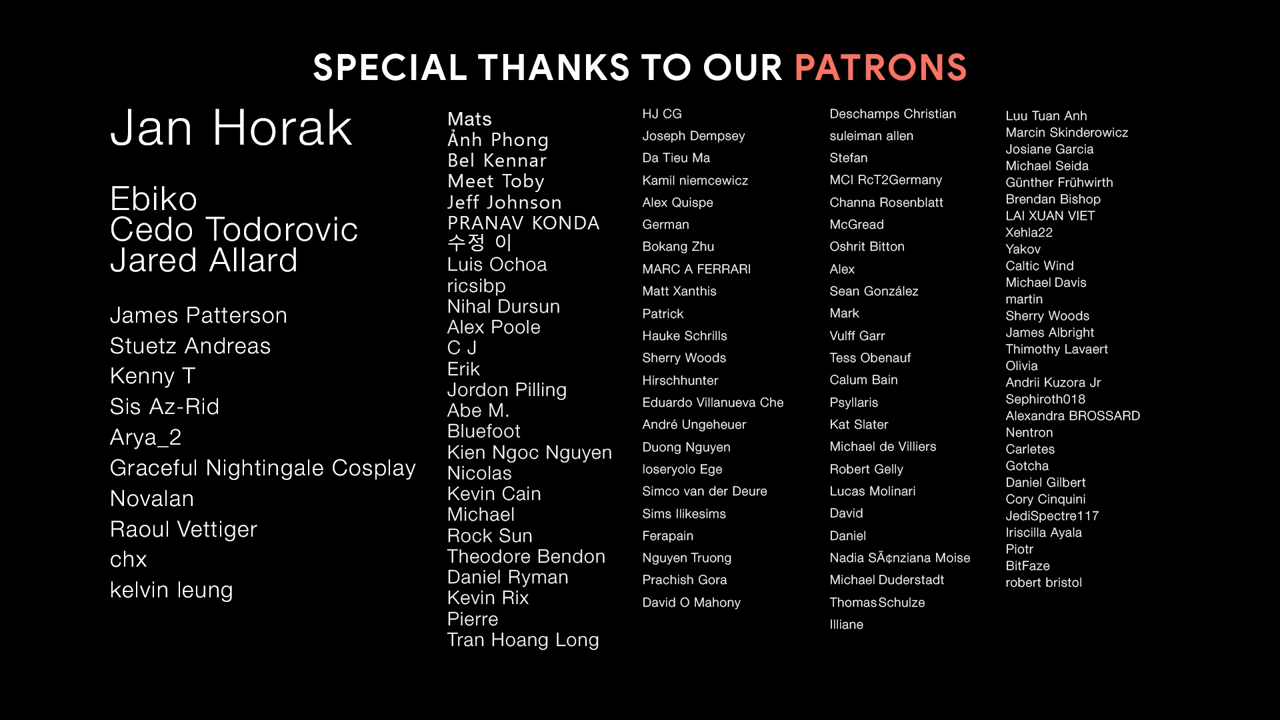 SPECIAL THANKS TO OUR PATRONS
Jan Horak
Ebiko
Cedo Todorovic
Jared Allard
James Patterson
Stuetz Andreas
Kenny T
Sis Az-Rid
Arya_2
Graceful Nightingale Cosplay
Novalan
Raoul Vettiger
chx
kelvin leung
Mats
Ảnh Phong
Bel Kennar
Meet Toby
Jeff Johnson
PRANAV KONDA
수정 이
Luis Ochoa
ricsibp
Nihal Dursun
Alex Poole
C J
Erik
Jordon Pilling
Abe M.
Bluefoot
Kien Ngoc Nguyen
Nicolas
Kevin Cain
Michael
Rock Sun
Theodore Bendon
Daniel Ryman
Kevin Rix
Pierre
Tran Hoang Long
HJ CG
Joseph Dempsey
Da Tieu Ma
Kamil niemcewicz
Alex Quispe
German
Bokang Zhu
MARC A FERRARI
Matt Xanthis
Patrick
Hauke Schrills
Sherry Woods
Hirschhunter
Eduardo Villanueva Che
André Ungeheuer
Duong Nguyen
loseryolo Ege
Simco van der Deure
Sims Ilikesims
Ferapain
Nguyen Truong
Prachish Gora
David O Mahony
Deschamps Christian
suleiman allen
Stefan
MCI RcT2Germany
Channa Rosenblatt
McGread
Oshrit Bitton
Alex
Sean González
Mark
Vulff Garr
Tess Obenauf
Calum Bain
Psyllaris
Kat Slater
Michael de Villiers
Robert Gelly
Lucas Molinari
David
Daniel
Nadia SÃ¢nziana Moise
Michael Duderstadt
Thomas Schulze
Illiane
Luu Tuan Anh
Marcin Skinderowicz
Josiane Garcia
Michael Seida
Günther Frühwirth
Brendan Bishop
LAI XUAN VIET
Xehla22
Yakov
Caltic Wind
Michael Davis
martin
Sherry Woods
James Albright
Thimothy Lavaert
Olivia
Andrii Kuzora Jr
Sephiroth018
Alexandra BROSSARD
Nentron
Carletes
Gotcha
Daniel Gilbert
Cory Cinquini
JediSpectre117
Iriscilla Ayala
Piotr
BitFaze
robert bristol